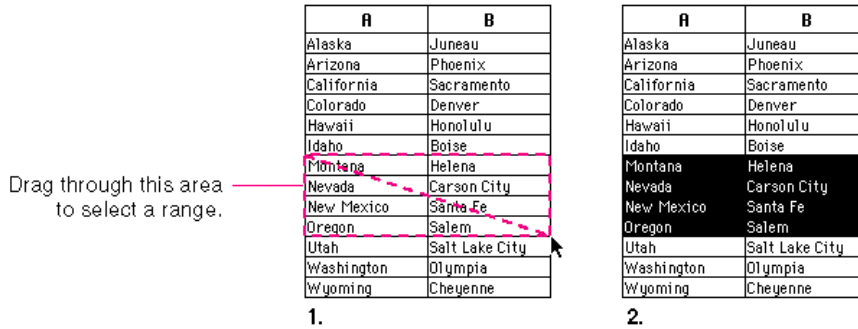 A B
Alaska Juneau
Arizona Phoenix
California Sacramento
Colorado Denver
Hawaii Honolulu
Idaho Boise
Montana Helena
Nevada Carson City
New Mexico Santa Fe
Oregon Salem
Utah Salt Lake City
Washington Olympia
Wyoming Cheyenne
1.
Drag through this area
to select a range.
A B
Alaska Juneau
Arizona Phoenix
California Sacramento
Colorado Denver
Hawaii Honolulu
Idaho Boise
Montana Helena
Nevada Carson City
New Mexico Santa Fe
Oregon Salem
Utah Salt Lake City
Washington Olympia
Wyoming Cheyenne
2.